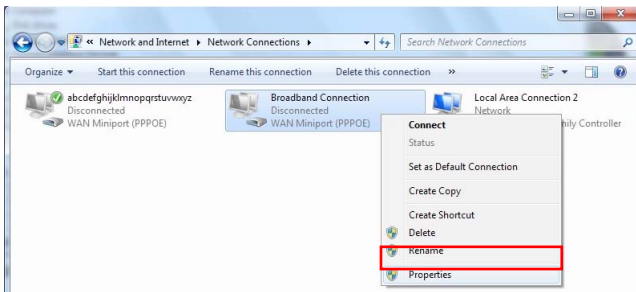 « Network and Internet ▸ Network Connections ▸
Search Network Connections
Organize ▾ Start this connection Rename this connection Delete this connection »
abcdefghijklmnopqrstuvwxyz
Disconnected
WAN Miniport (PPPOE)
Broadband Connection
Disconnected
WAN Miniport (PPPOE)
Local Area Connection 2
Network
hily Controller
Connect
Status
Set as Default Connection
Create Copy
Create Shortcut
Delete
Rename
Properties